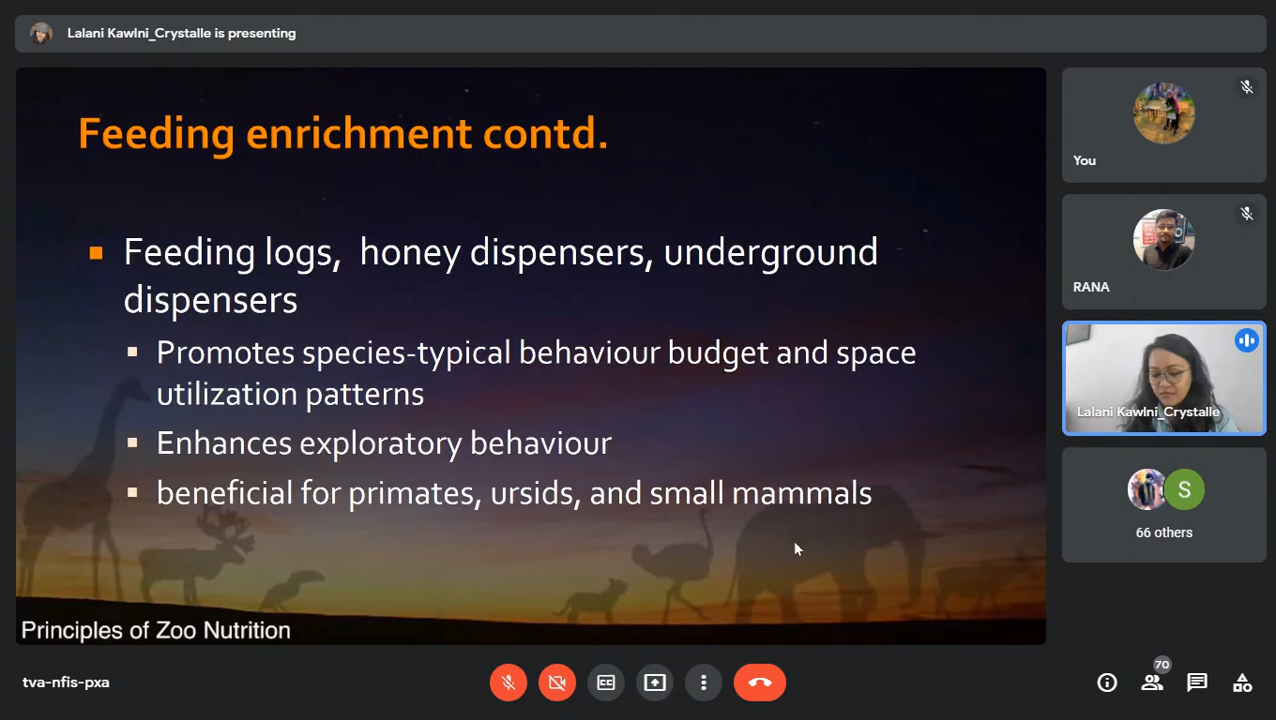 Lalani Kawlni_Crystalle is presenting
Feeding enrichment contd.
Feeding logs, honey dispensers, underground
dispensers
Promotes species-typical behaviour budget and space
utilization patterns
Enhances exploratory behaviour
beneficial for primates, ursids, and small mammals
Principles of Zoo Nutrition
You
RANA
Lalani Kawlni_Crystalle
S
66 others
tva-nfis-pxa
CC
70